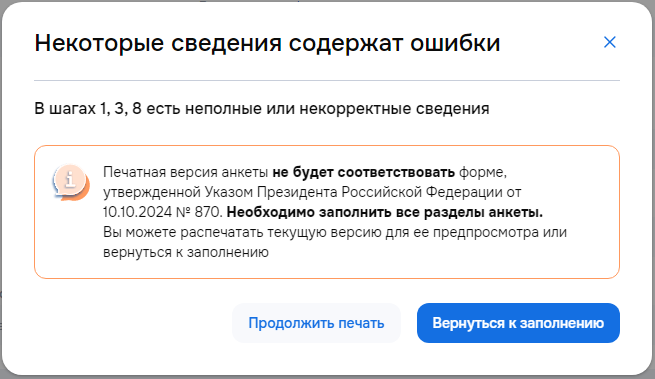 Некоторые сведения содержат ошибки
В шагах 1, 3, 8 есть неполные или некорректные сведения
Печатная версия анкеты не будет соответствовать форме,
утвержденной Указом Президента Российской Федерации от
10.10.2024 № 870. Необходимо заполнить все разделы анкеты.
Вы можете распечатать текущую версию для ее предпросмотра или
вернуться к заполнению
Продолжить печать
Вернуться к заполнению